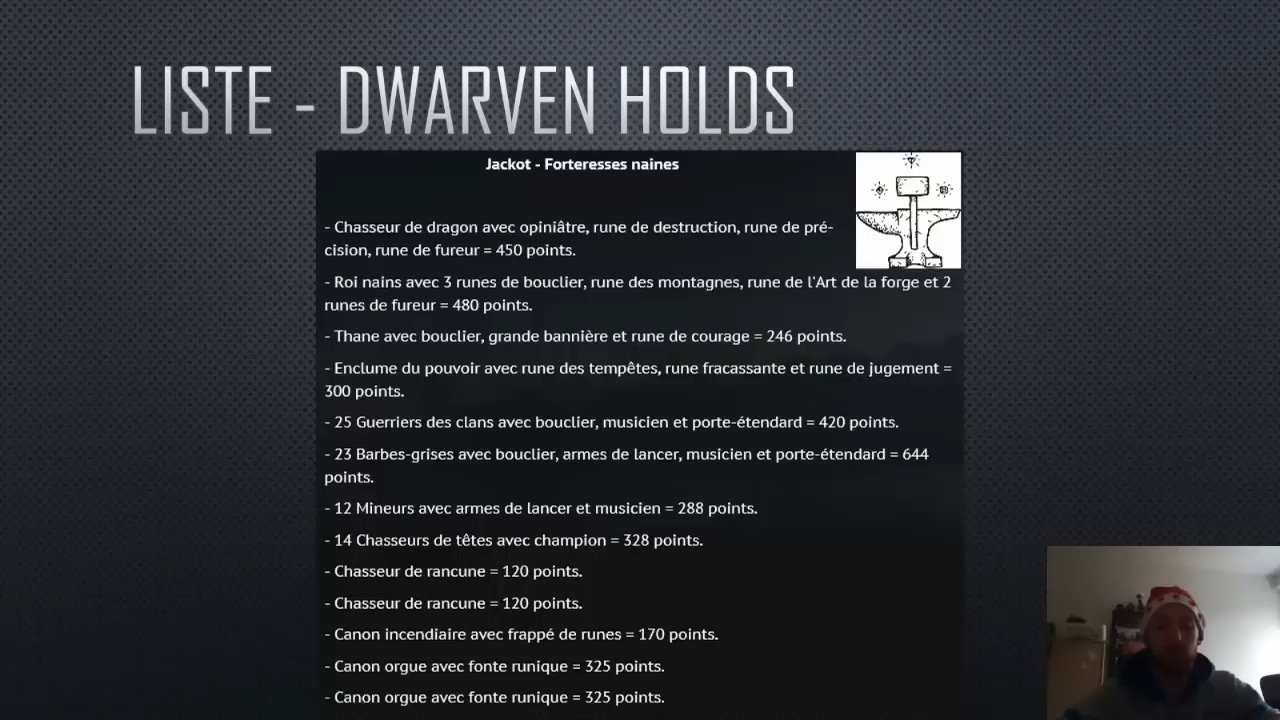 LISTE - DWARVEN HOLDS
Jackot - Forteresses naines
- Chasseur de dragon avec opiniâtre, rune de destruction, rune de pré-
cision, rune de fureur = 450 points.
- Roi nains avec 3 runes de bouclier, rune des montagnes, rune de l'Art de la forge et 2
runes de fureur = 480 points.
- Thane avec bouclier, grande bannière et rune de courage = 246 points.
- Enclume du pouvoir avec rune des tempêtes, rune fracassante et rune de jugement =
300 points.
- 25 Guerriers des clans avec bouclier, musicien et porte-étendard = 420 points.
- 23 Barbes-grises avec bouclier, armes de lancer, musicien et porte-étendard = 644
points.
- 12 Mineurs avec armes de lancer et musicien = 288 points.
- 14 Chasseurs de têtes avec champion = 328 points.
- Chasseur de rancune = 120 points.
- Chasseur de rancune = 120 points.
- Canon incendiaire avec frappé de runes = 170 points.
- Canon orgue avec fonte runique = 325 points.
- Canon orgue avec fonte runique = 325 points.